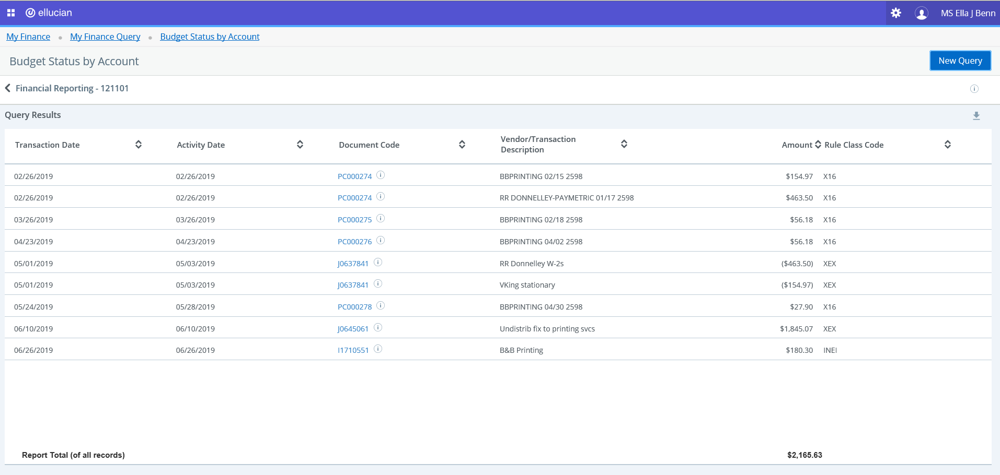 ellucian MS Ella J Benn
My Finance • My Finance Query • Budget Status by Account
Budget Status by Account New Query
Financial Reporting - 121101
Query Results
Transaction Date Activity Date Document Code Vendor/Transaction Description Amount Rule Class Code
02/26/2019 02/26/2019 PC000274 BBPRINTING 02/15 2598 $154.97 X16
02/26/2019 02/26/2019 PC000274 RR DONNELLEY-PAYMETRIC 01/17 2598 $463.50 X16
03/26/2019 03/26/2019 PC000275 BBPRINTING 02/18 2598 $56.18 X16
04/23/2019 04/23/2019 PC000276 BBPRINTING 04/02 2598 $56.18 X16
05/01/2019 05/03/2019 J0637841 RR Donnelley W-2s ($463.50) XEX
05/01/2019 05/03/2019 J0637841 VKing stationary ($154.97) XEX
05/24/2019 05/28/2019 PC000278 BBPRINTING 04/30 2598 $27.90 X16
06/10/2019 06/10/2019 J0645061 Undistrib fix to printing svcs $1,845.07 XEX
06/26/2019 06/26/2019 I1710551 B&B Printing $180.30 INEI
Report Total (of all records) $2,165.63